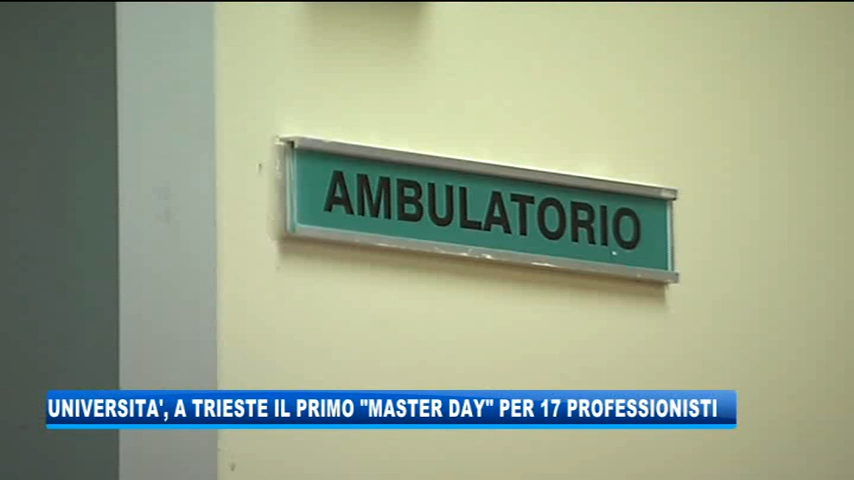 AMBULATORIO
UNIVERSITA', A TRIESTE IL PRIMO "MASTER DAY" PER 17 PROFESSIONISTI